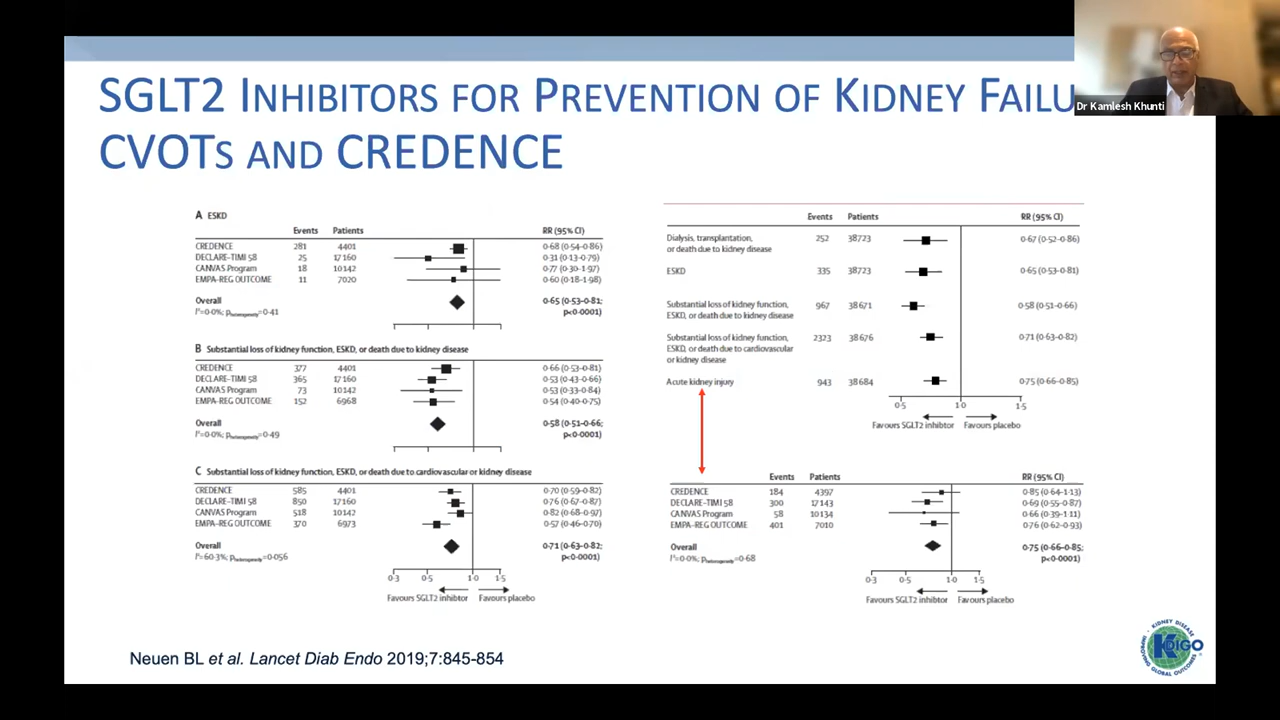 SGLT2 INHIBITORS FOR PREVENTION OF KIDNEY FAILU
CVOTS AND CREDENCE
Dr Kamlesh Khunti
A ESKD
Events Patients RR (95% CI)
CREDENCE 281 4401 0·68 (0·54–0·86)
DECLARE–TIMI 58 25 17160 0·31 (0·13–0·79)
CANVAS Program 18 10142 0·77 (0·30–1·97)
EMPA-REG OUTCOME 11 7020 0·60 (0·18–1·98)
Overall 0·65 (0·53–0·81;
I²=0·0%; pheterogeneity=0·41 p<0·0001)
B Substantial loss of kidney function, ESKD, or death due to kidney disease
CREDENCE 377 4401 0·66 (0·53–0·81)
DECLARE–TIMI 58 365 17160 0·53 (0·43–0·66)
CANVAS Program 73 10142 0·53 (0·33–0·84)
EMPA-REG OUTCOME 152 6968 0·54 (0·40–0·75)
Overall 0·58 (0·51–0·66;
I²=0·0%; pheterogeneity=0·49 p<0·0001)
C Substantial loss of kidney function, ESKD, or death due to cardiovascular or kidney disease
CREDENCE 585 4401 0·70 (0·59–0·82)
DECLARE–TIMI 58 850 17160 0·76 (0·67–0·87)
CANVAS Program 518 10142 0·82 (0·68–0·97)
EMPA-REG OUTCOME 370 6973 0·57 (0·46–0·70)
Overall 0·71 (0·63–0·82;
I²=60·3%; pheterogeneity=0·056 p<0·0001)
0·3 0·5 1·0 1·5
Favours SGLT2 inhibitor Favours placebo
Events Patients RR (95% CI)
Dialysis, transplantation, 252 38723 0·67 (0·52–0·86)
or death due to kidney disease
ESKD 335 38723 0·65 (0·53–0·81)
Substantial loss of kidney function, 967 38671 0·58 (0·51–0·66)
ESKD, or death due to kidney disease
Substantial loss of kidney function, 2323 38676 0·71 (0·63–0·82)
ESKD, or death due to cardiovascular
or kidney disease
Acute kidney injury 943 38684 0·75 (0·66–0·85)
0·5 1·0 1·5
Favours SGLT2 inhibitor Favours placebo
Events Patients RR (95% CI)
CREDENCE 184 4397 0·85 (0·64–1·13)
DECLARE–TIMI 58 300 17143 0·69 (0·55–0·87)
CANVAS Program 58 10134 0·66 (0·39–1·11)
EMPA-REG OUTCOME 401 7010 0·76 (0·62–0·93)
Overall 0·75 (0·66–0·85;
I²=0·0%; pheterogeneity=0·68 p<0·0001)
0·3 0·5 1·0 1·5
Favours SGLT2 inhibitor Favours placebo
Neuen BL et al. Lancet Diab Endo 2019;7:845-854
KIDNEY DISEASE
KDIGO
IMPROVING GLOBAL OUTCOMES